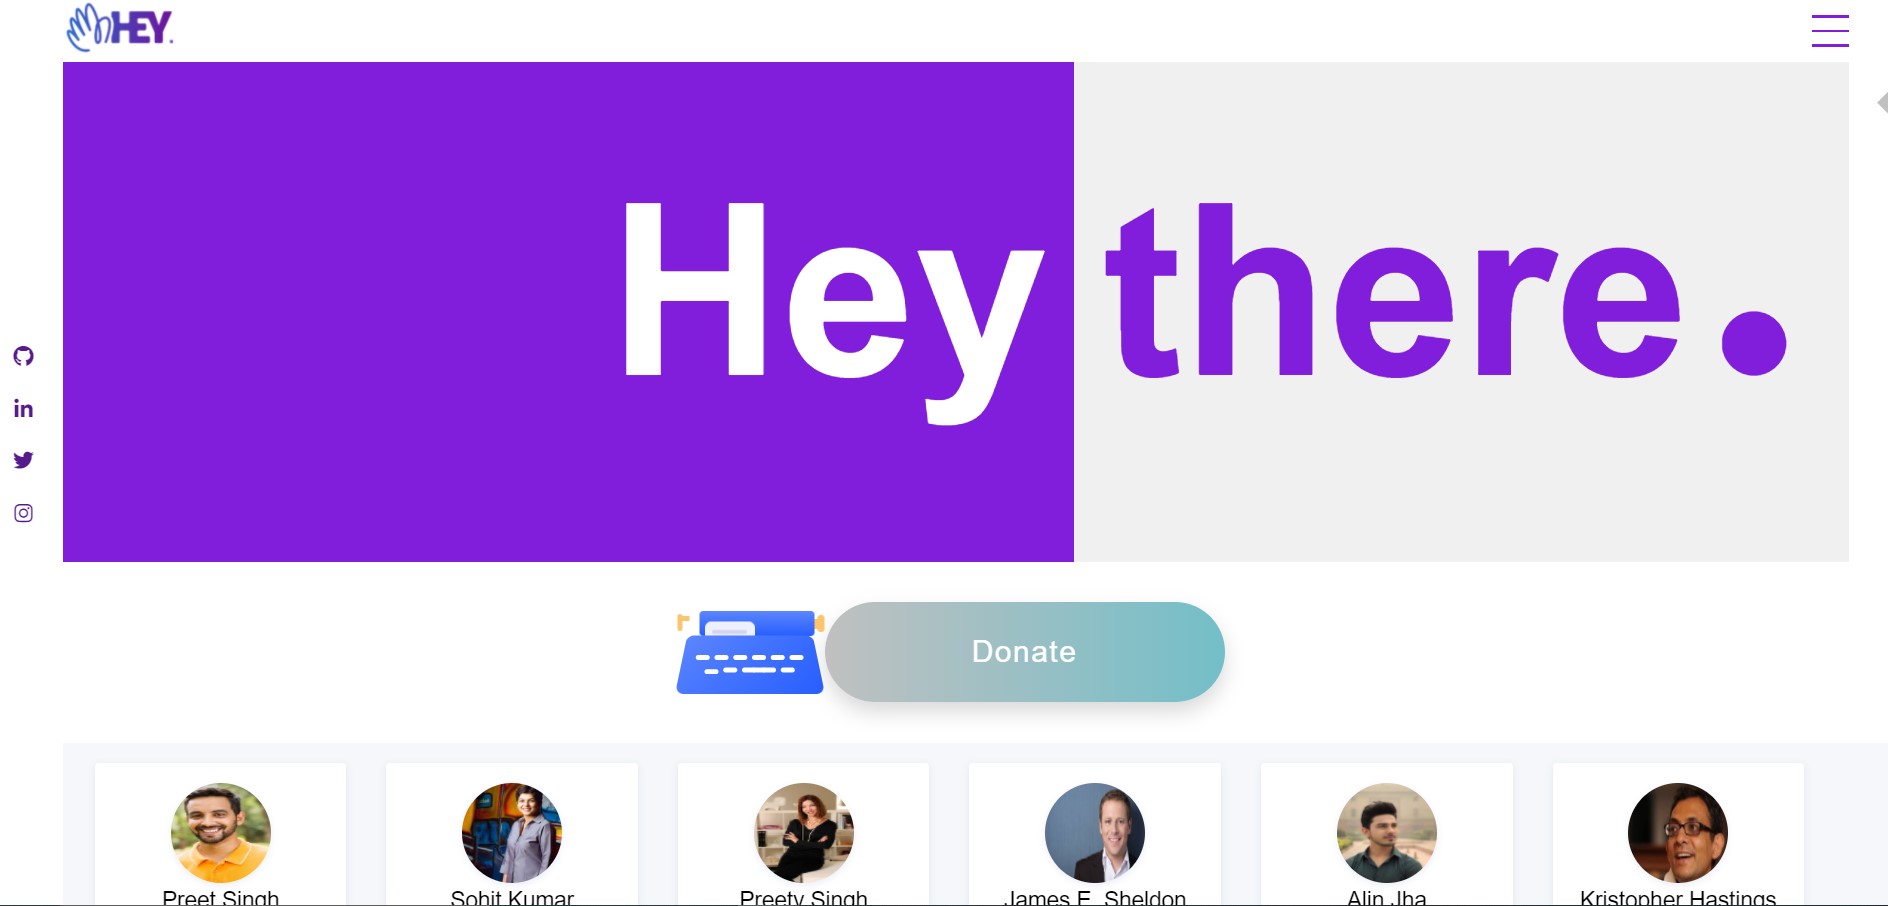 HEY.
Hey there.
Donate
Preet Singh
Sohit Kumar
Preety Singh
James E. Sheldon
Alin Jha
Kristopher Hastings